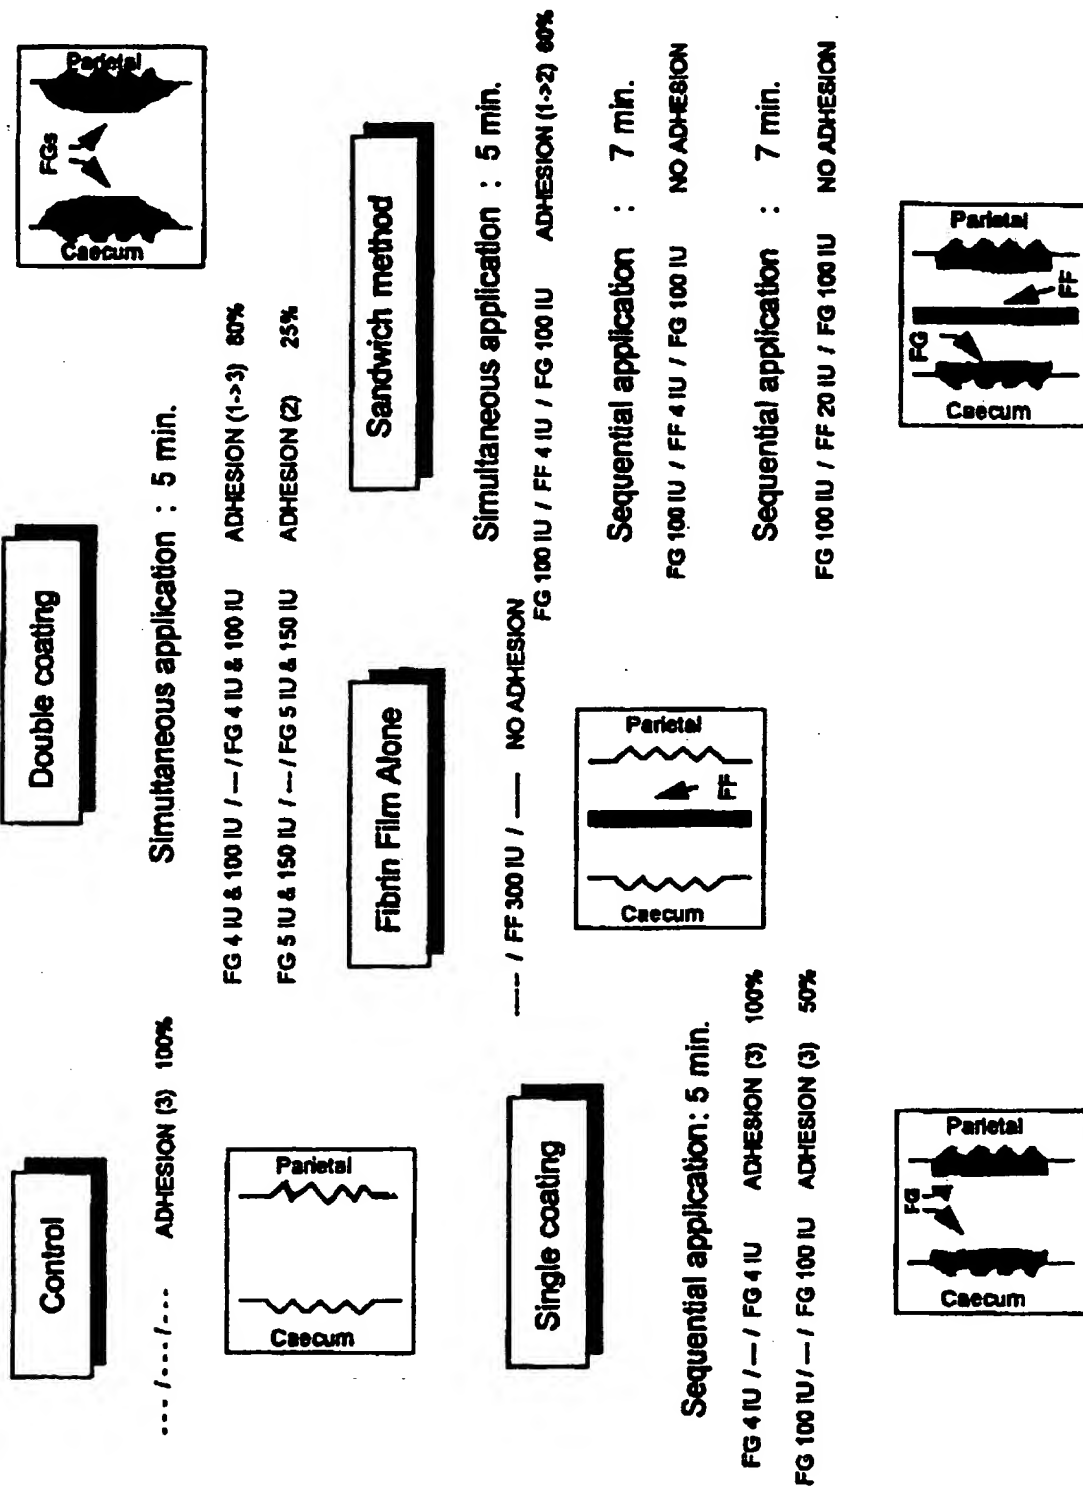 Control
--- / --- / --- ADHESION (3) 100%
Caecum
Parietal
Double coating
Simultaneous application : 5 min.
FG 4 IU & 100 IU / --- / FG 4 IU & 100 IU ADHESION (1->3) 80%
FG 5 IU & 150 IU / --- / FG 5 IU & 150 IU ADHESION (2) 25%
Caecum
FGs
Parietal
Single coating
Sequential application: 5 min.
FG 4 IU / --- / FG 4 IU ADHESION (3) 100%
FG 100 IU / --- / FG 100 IU ADHESION (3) 50%
Caecum
FG
Parietal
Fibrin Film Alone
---- / FF 300 IU / ---- NO ADHESION
Caecum
FF
Parietal
Sandwich method
Simultaneous application : 5 min.
FG 100 IU / FF 4 IU / FG 100 IU ADHESION (1->2) 60%
Sequential application : 7 min.
FG 100 IU / FF 4 IU / FG 100 IU NO ADHESION
Sequential application : 7 min.
FG 100 IU / FF 20 IU / FG 100 IU NO ADHESION
Caecum
FG
FF
Parietal